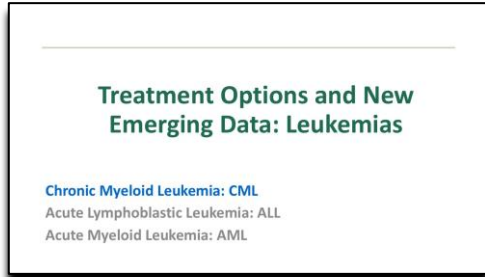 Treatment Options and New
Emerging Data: Leukemias
Chronic Myeloid Leukemia: CML
Acute Lymphoblastic Leukemia: ALL
Acute Myeloid Leukemia: AML